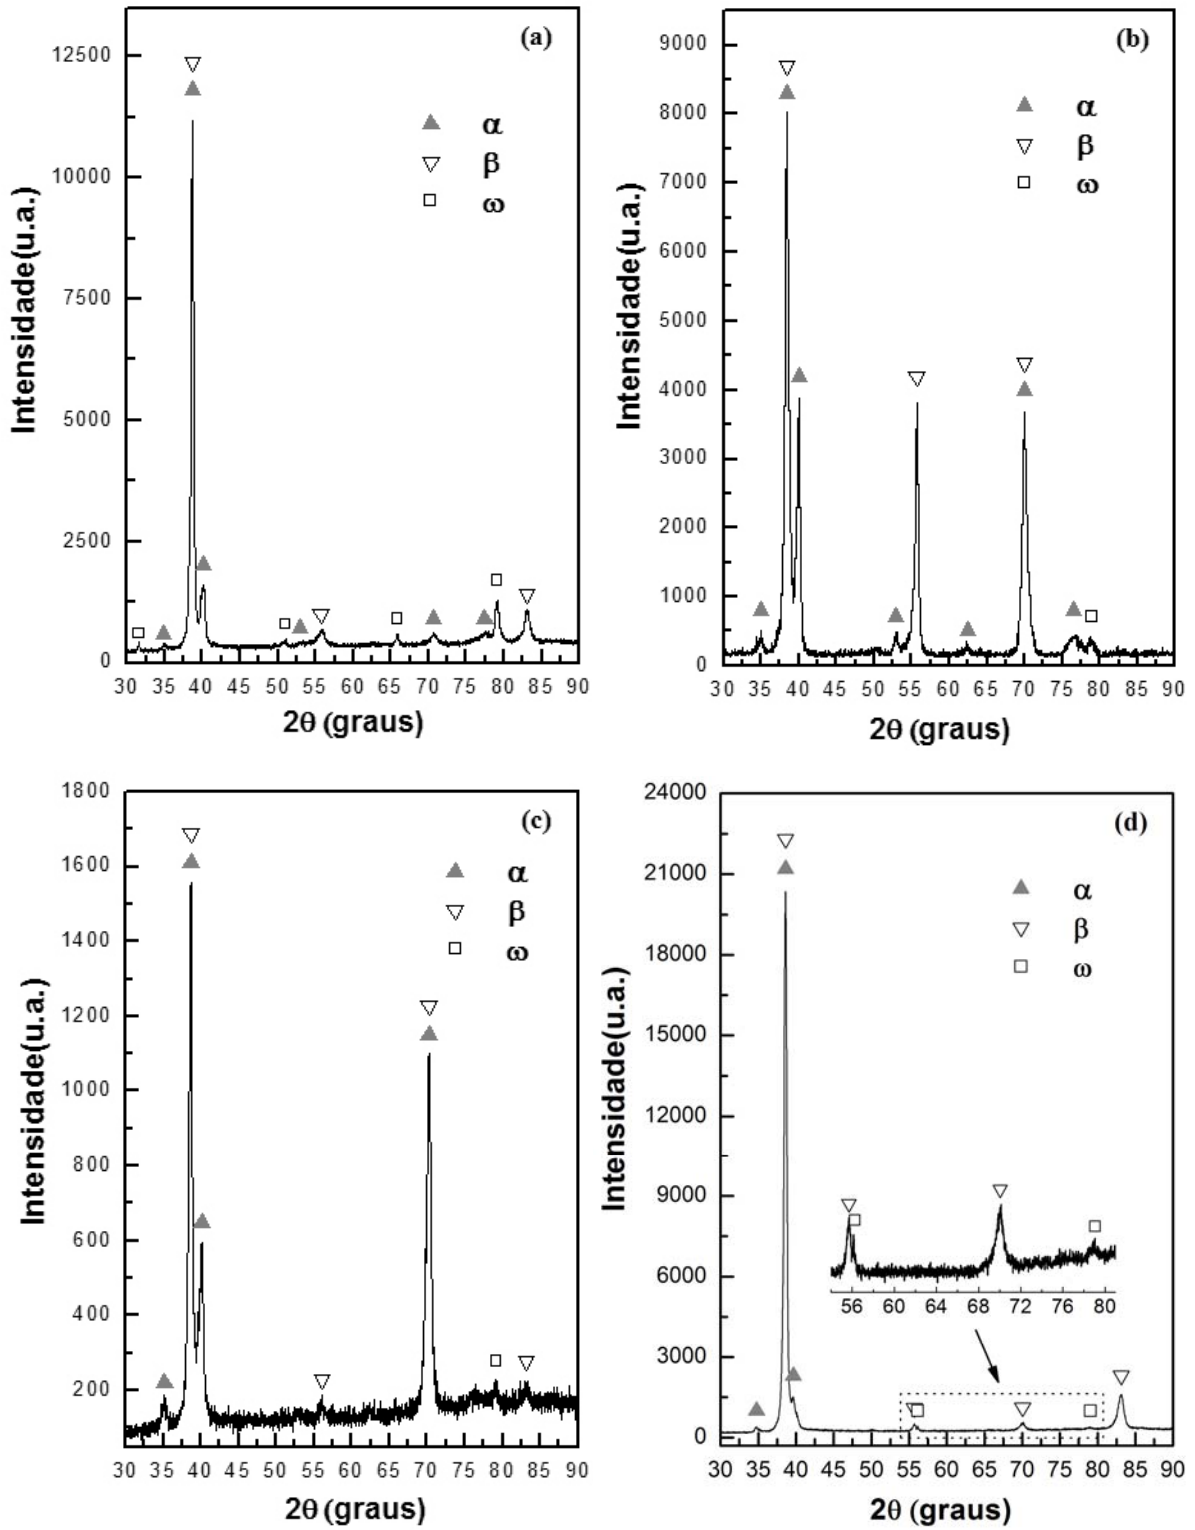 (a)
12500
10000
7500
5000
2500
0
Intensidade(u.a.)
α
β
ω
30 35 40 45 50 55 60 65 70 75 80 85 90
2θ (graus)
(b)
9000
8000
7000
6000
5000
4000
3000
2000
1000
0
Intensidade(u.a.)
α
β
ω
30 35 40 45 50 55 60 65 70 75 80 85 90
2θ (graus)
(c)
1800
1600
1400
1200
1000
800
600
400
200
Intensidade(u.a.)
α
β
ω
30 35 40 45 50 55 60 65 70 75 80 85 90
2θ (graus)
(d)
24000
21000
18000
15000
12000
9000
6000
3000
0
Intensidade(u.a.)
α
β
ω
56 60 64 68 72 76 80
30 35 40 45 50 55 60 65 70 75 80 85 90
2θ (graus)